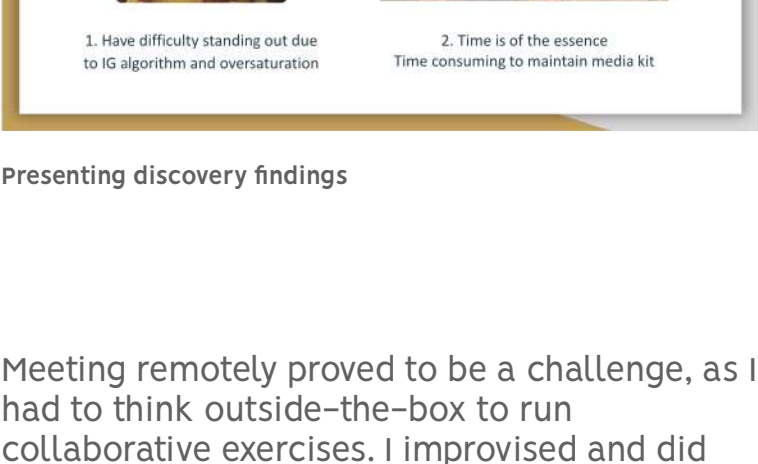 1. Have difficulty standing out due
to IG algorithm and oversaturation
2. Time is of the essence
Time consuming to maintain media kit
Presenting discovery findings
Meeting remotely proved to be a challenge, as I
had to think outside-the-box to run
collaborative exercises. I improvised and did